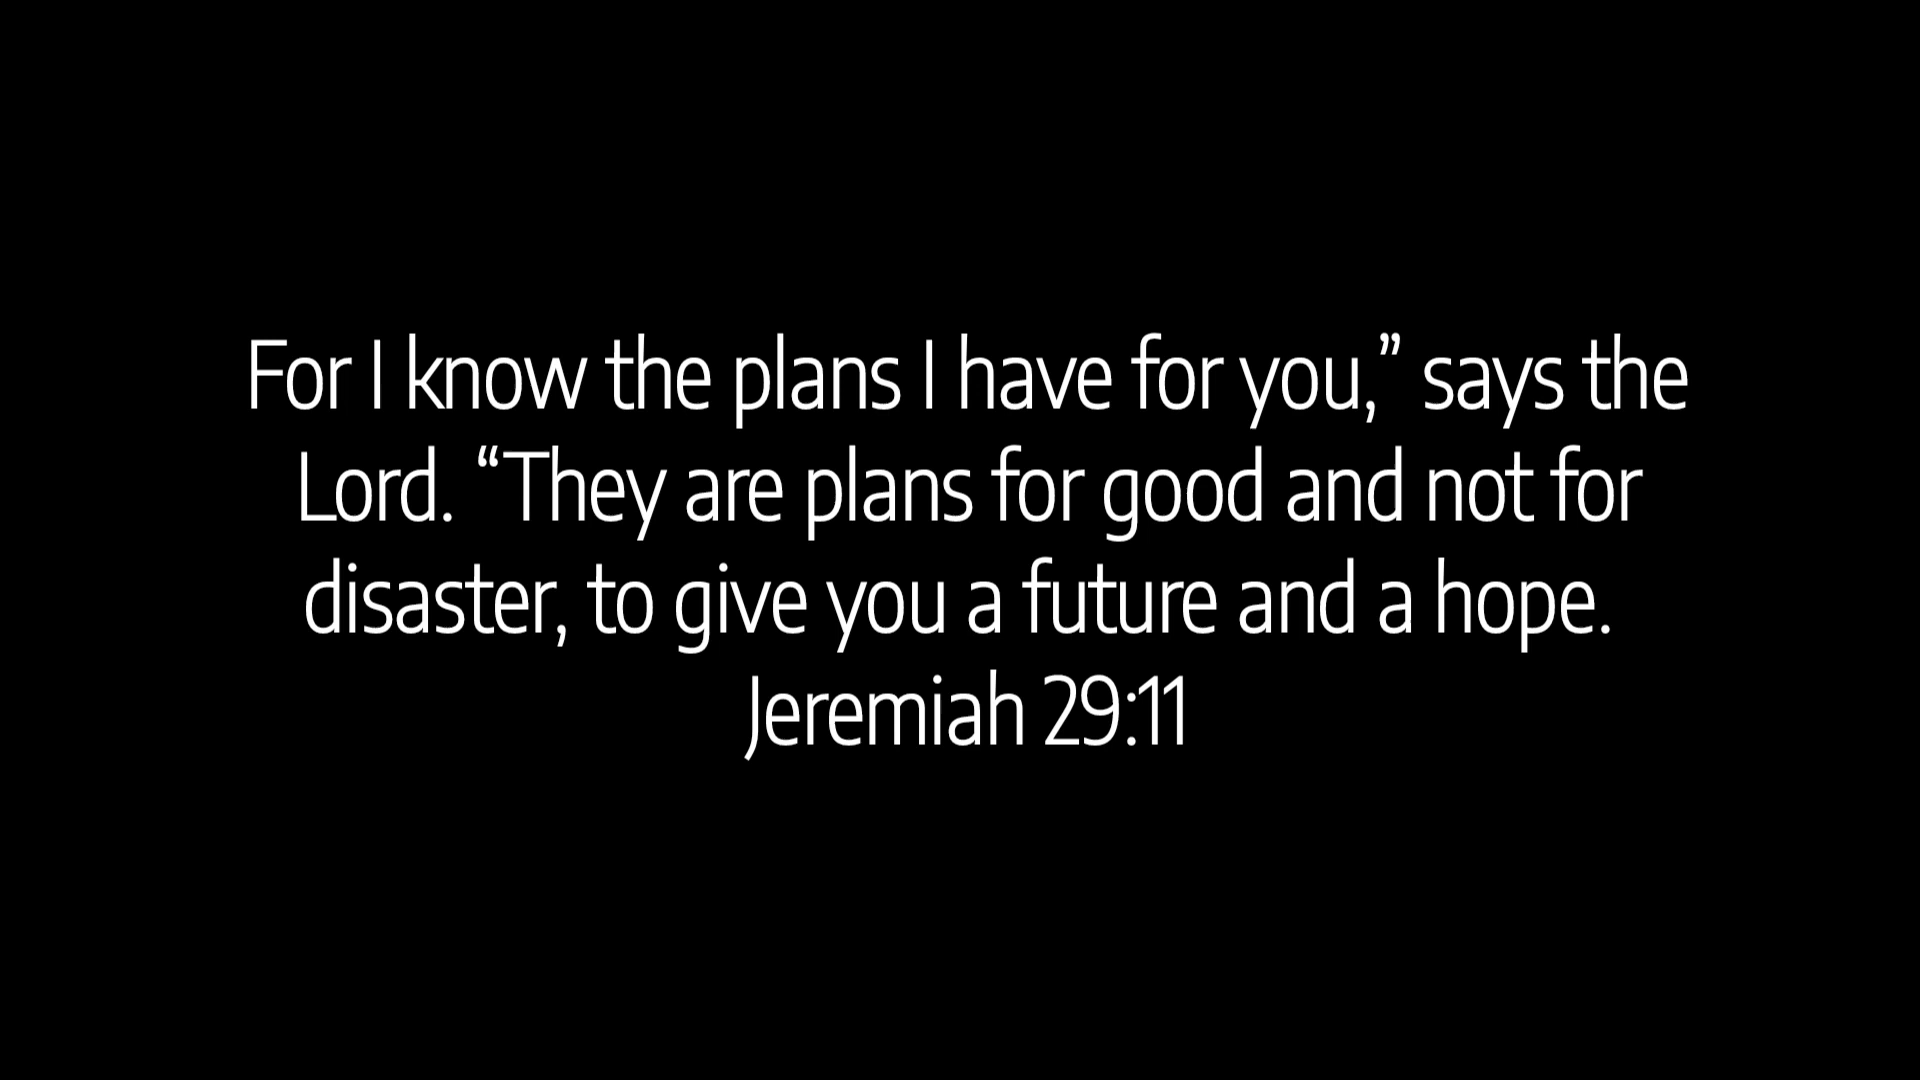 For I know the plans I have for you,” says the
Lord. “They are plans for good and not for
disaster, to give you a future and a hope.
Jeremiah 29:11